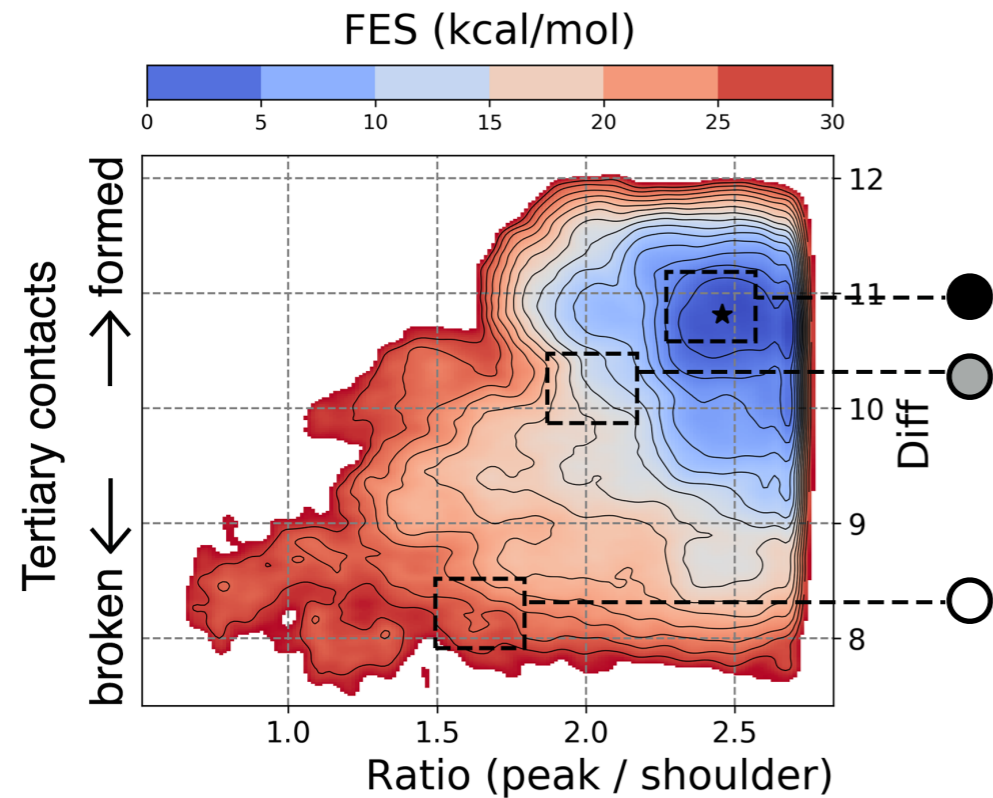 FES (kcal/mol)
0 5 10 15 20 25 30
Tertiary contacts
broken
formed
12
11
10
9
8
Diff
1.0 1.5 2.0 2.5
Ratio (peak / shoulder)